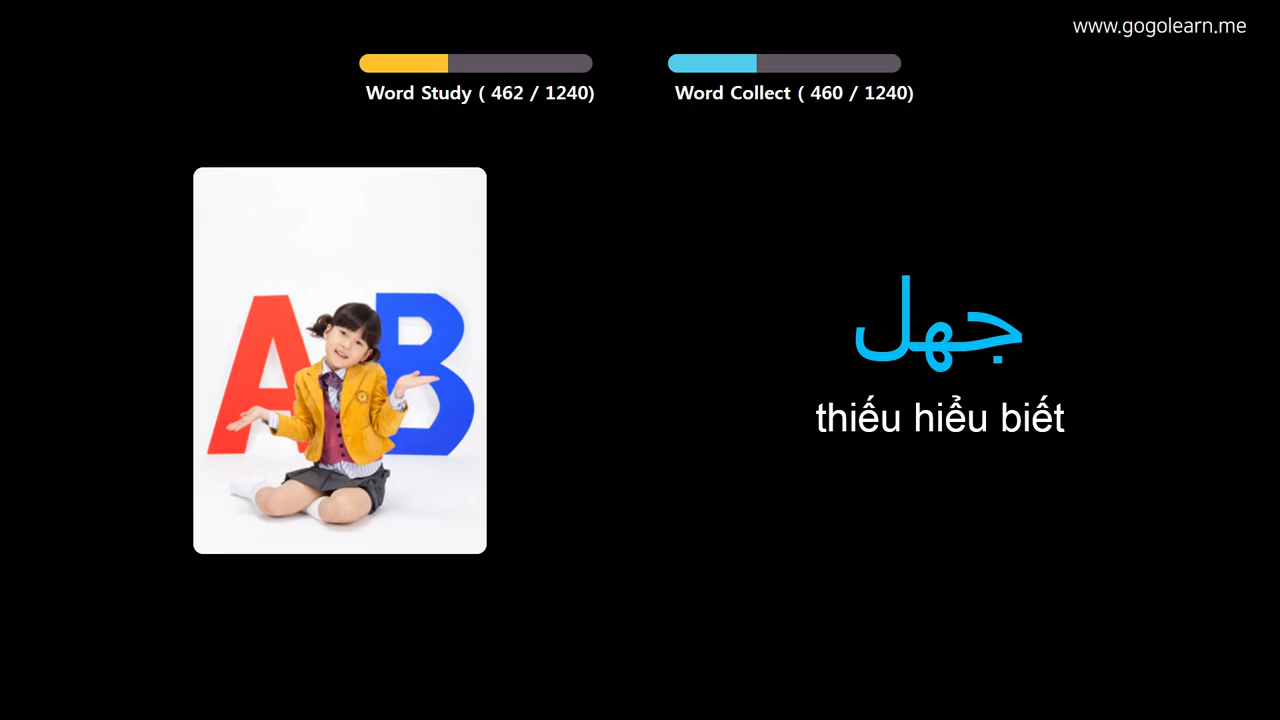 www.gogolearn.me
Word Study ( 462 / 1240)
Word Collect ( 460 / 1240)
A B
جهل
thiếu hiểu biết